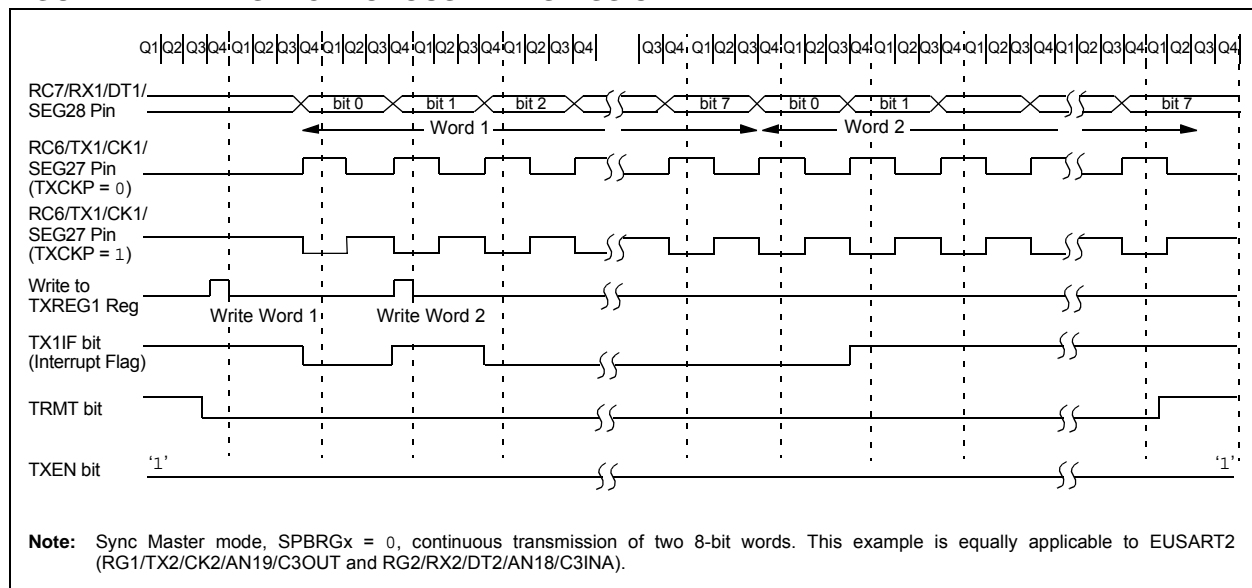 Q1 Q2 Q3 Q4 Q1 Q2 Q3 Q4 Q1 Q2 Q3 Q4 Q1 Q2 Q3 Q4 Q1 Q2 Q3 Q4 Q3 Q4 Q1 Q2 Q3 Q4 Q1 Q2 Q3 Q4 Q1 Q2 Q3 Q4 Q1 Q2 Q3 Q4 Q1 Q2 Q3 Q4 Q1 Q2 Q3 Q4
RC7/RX1/DT1/
SEG28 Pin
bit 0 bit 1 bit 2 bit 7 bit 0 bit 1 bit 7
Word 1 Word 2
RC6/TX1/CK1/
SEG27 Pin
(TXCKP = 0)
RC6/TX1/CK1/
SEG27 Pin
(TXCKP = 1)
Write to
TXREG1 Reg
Write Word 1 Write Word 2
TX1IF bit
(Interrupt Flag)
TRMT bit
TXEN bit '1' '1'
Note: Sync Master mode, SPBRGx = 0, continuous transmission of two 8-bit words. This example is equally applicable to EUSART2
(RG1/TX2/CK2/AN19/C3OUT and RG2/RX2/DT2/AN18/C3INA).